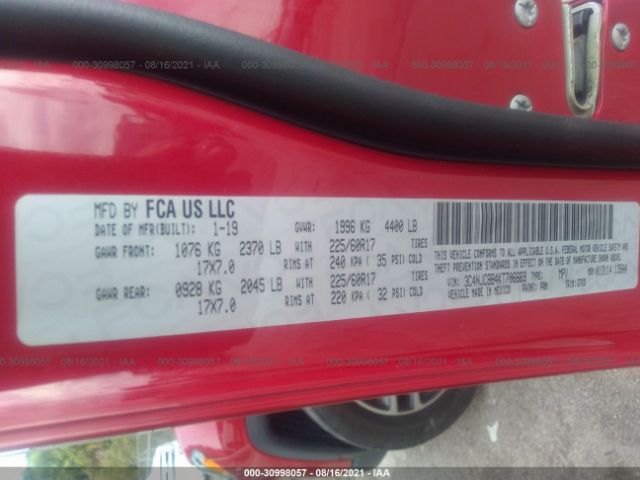 000-30998057 - 08/16/2021 - IAA
MFD BY FCA US LLC
DATE OF MFR(BUILT): 1-19
GVWR: 1996 KG 4400 LB
GAWR FRONT: 1076 KG 2370 LB WITH 225/60R17 TIRES
17X7.0 RIMS AT 240 KPA ( 35 PSI) COLD
GAWR REAR: 0928 KG 2045 LB WITH 225/60R17 TIRES
17X7.0 RIMS AT 220 KPA ( 32 PSI) COLD
THIS VEHICLE CONFORMS TO ALL APPLICABLE U.S.A. FEDERAL MOTOR VEHICLE SAFETY AND
THEFT PREVENTION STANDARDS IN EFFECT ON THE DATE OF MANUFACTURE SHOWN ABOVE.
VIN: TYPE: MPV
VEHICLE MADE IN MEXICO PAINT: PRM TRIM:
000-30998057 - 08/16/2021 - IAA
000-30998057 - 08/16/2021 - IAA